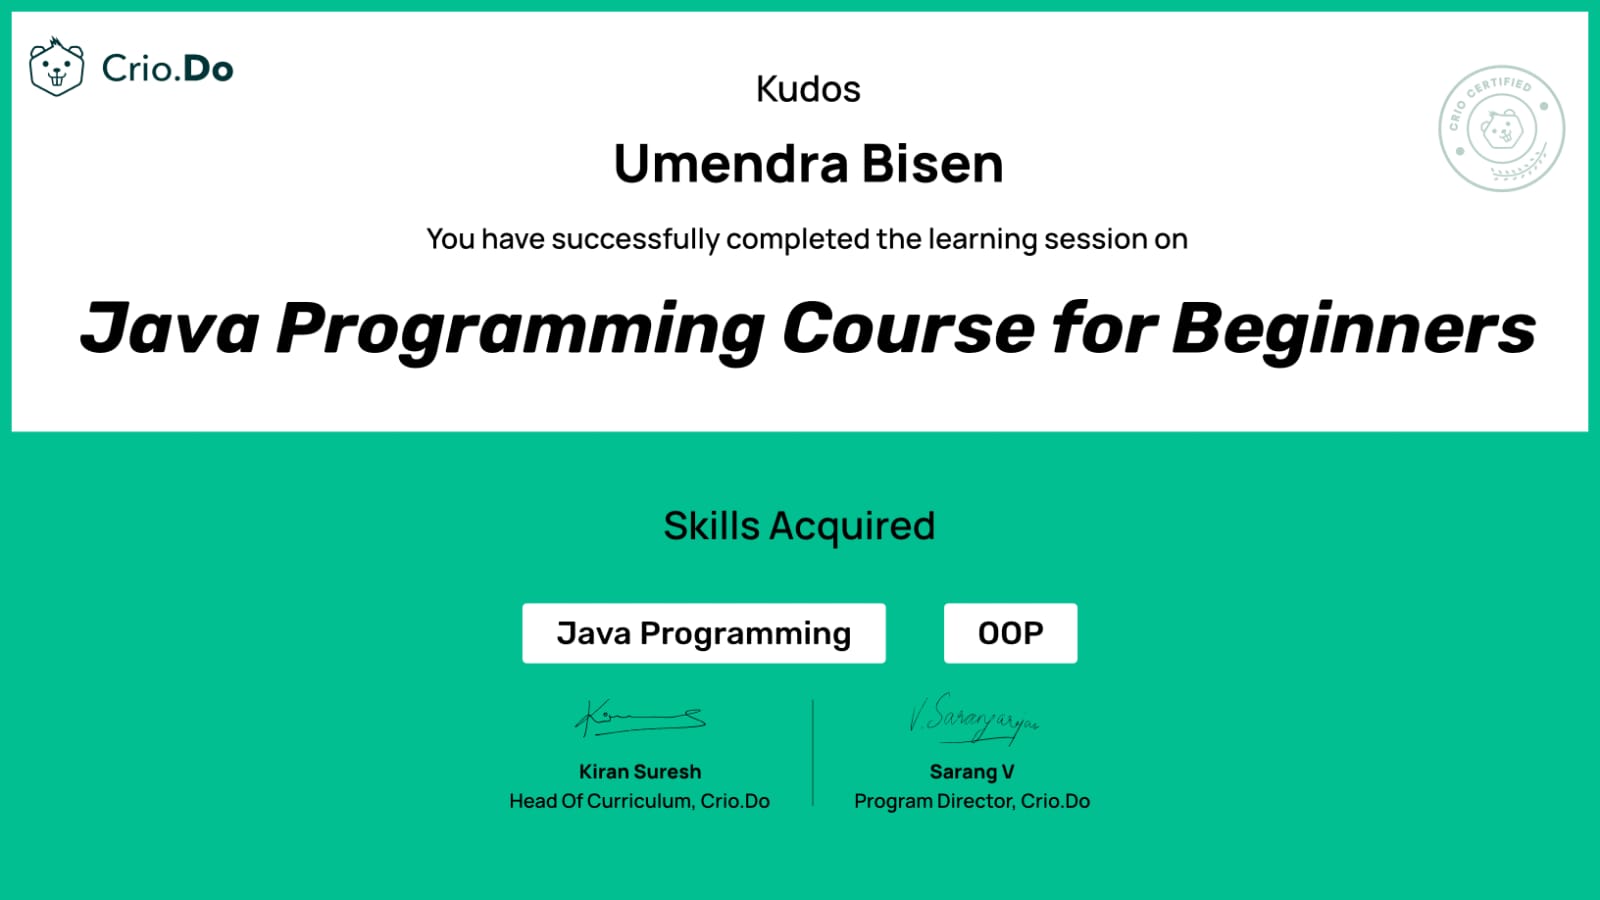 Crio.Do
CRIO CERTIFIED
Kudos
Umendra Bisen
You have successfully completed the learning session on
Java Programming Course for Beginners
Skills Acquired
Java Programming
OOP
Kiran Suresh
Head Of Curriculum, Crio.Do
Sarang V
Program Director, Crio.Do